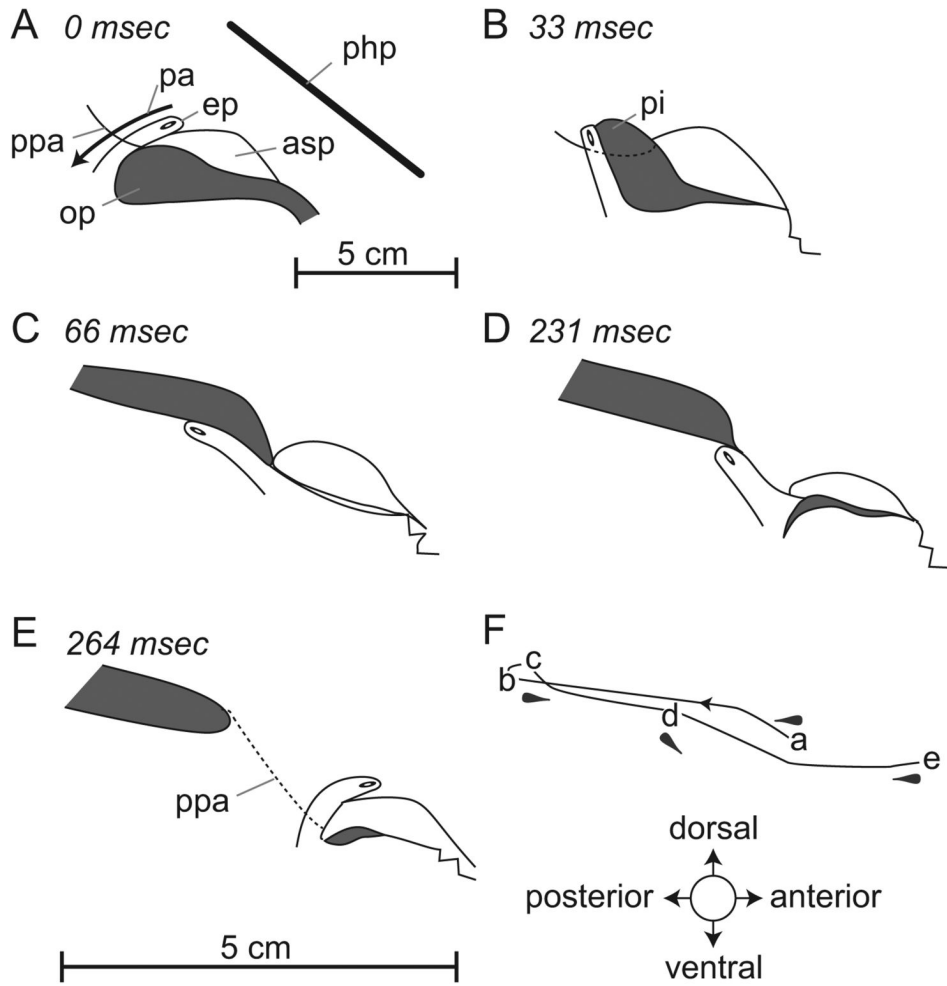 A 0 msec
php
pa
ep
ppa
asp
op
5 cm
B 33 msec
pi
C 66 msec
D 231 msec
E 264 msec
ppa
5 cm
F
c
b
d
a
e
dorsal
posterior
anterior
ventral